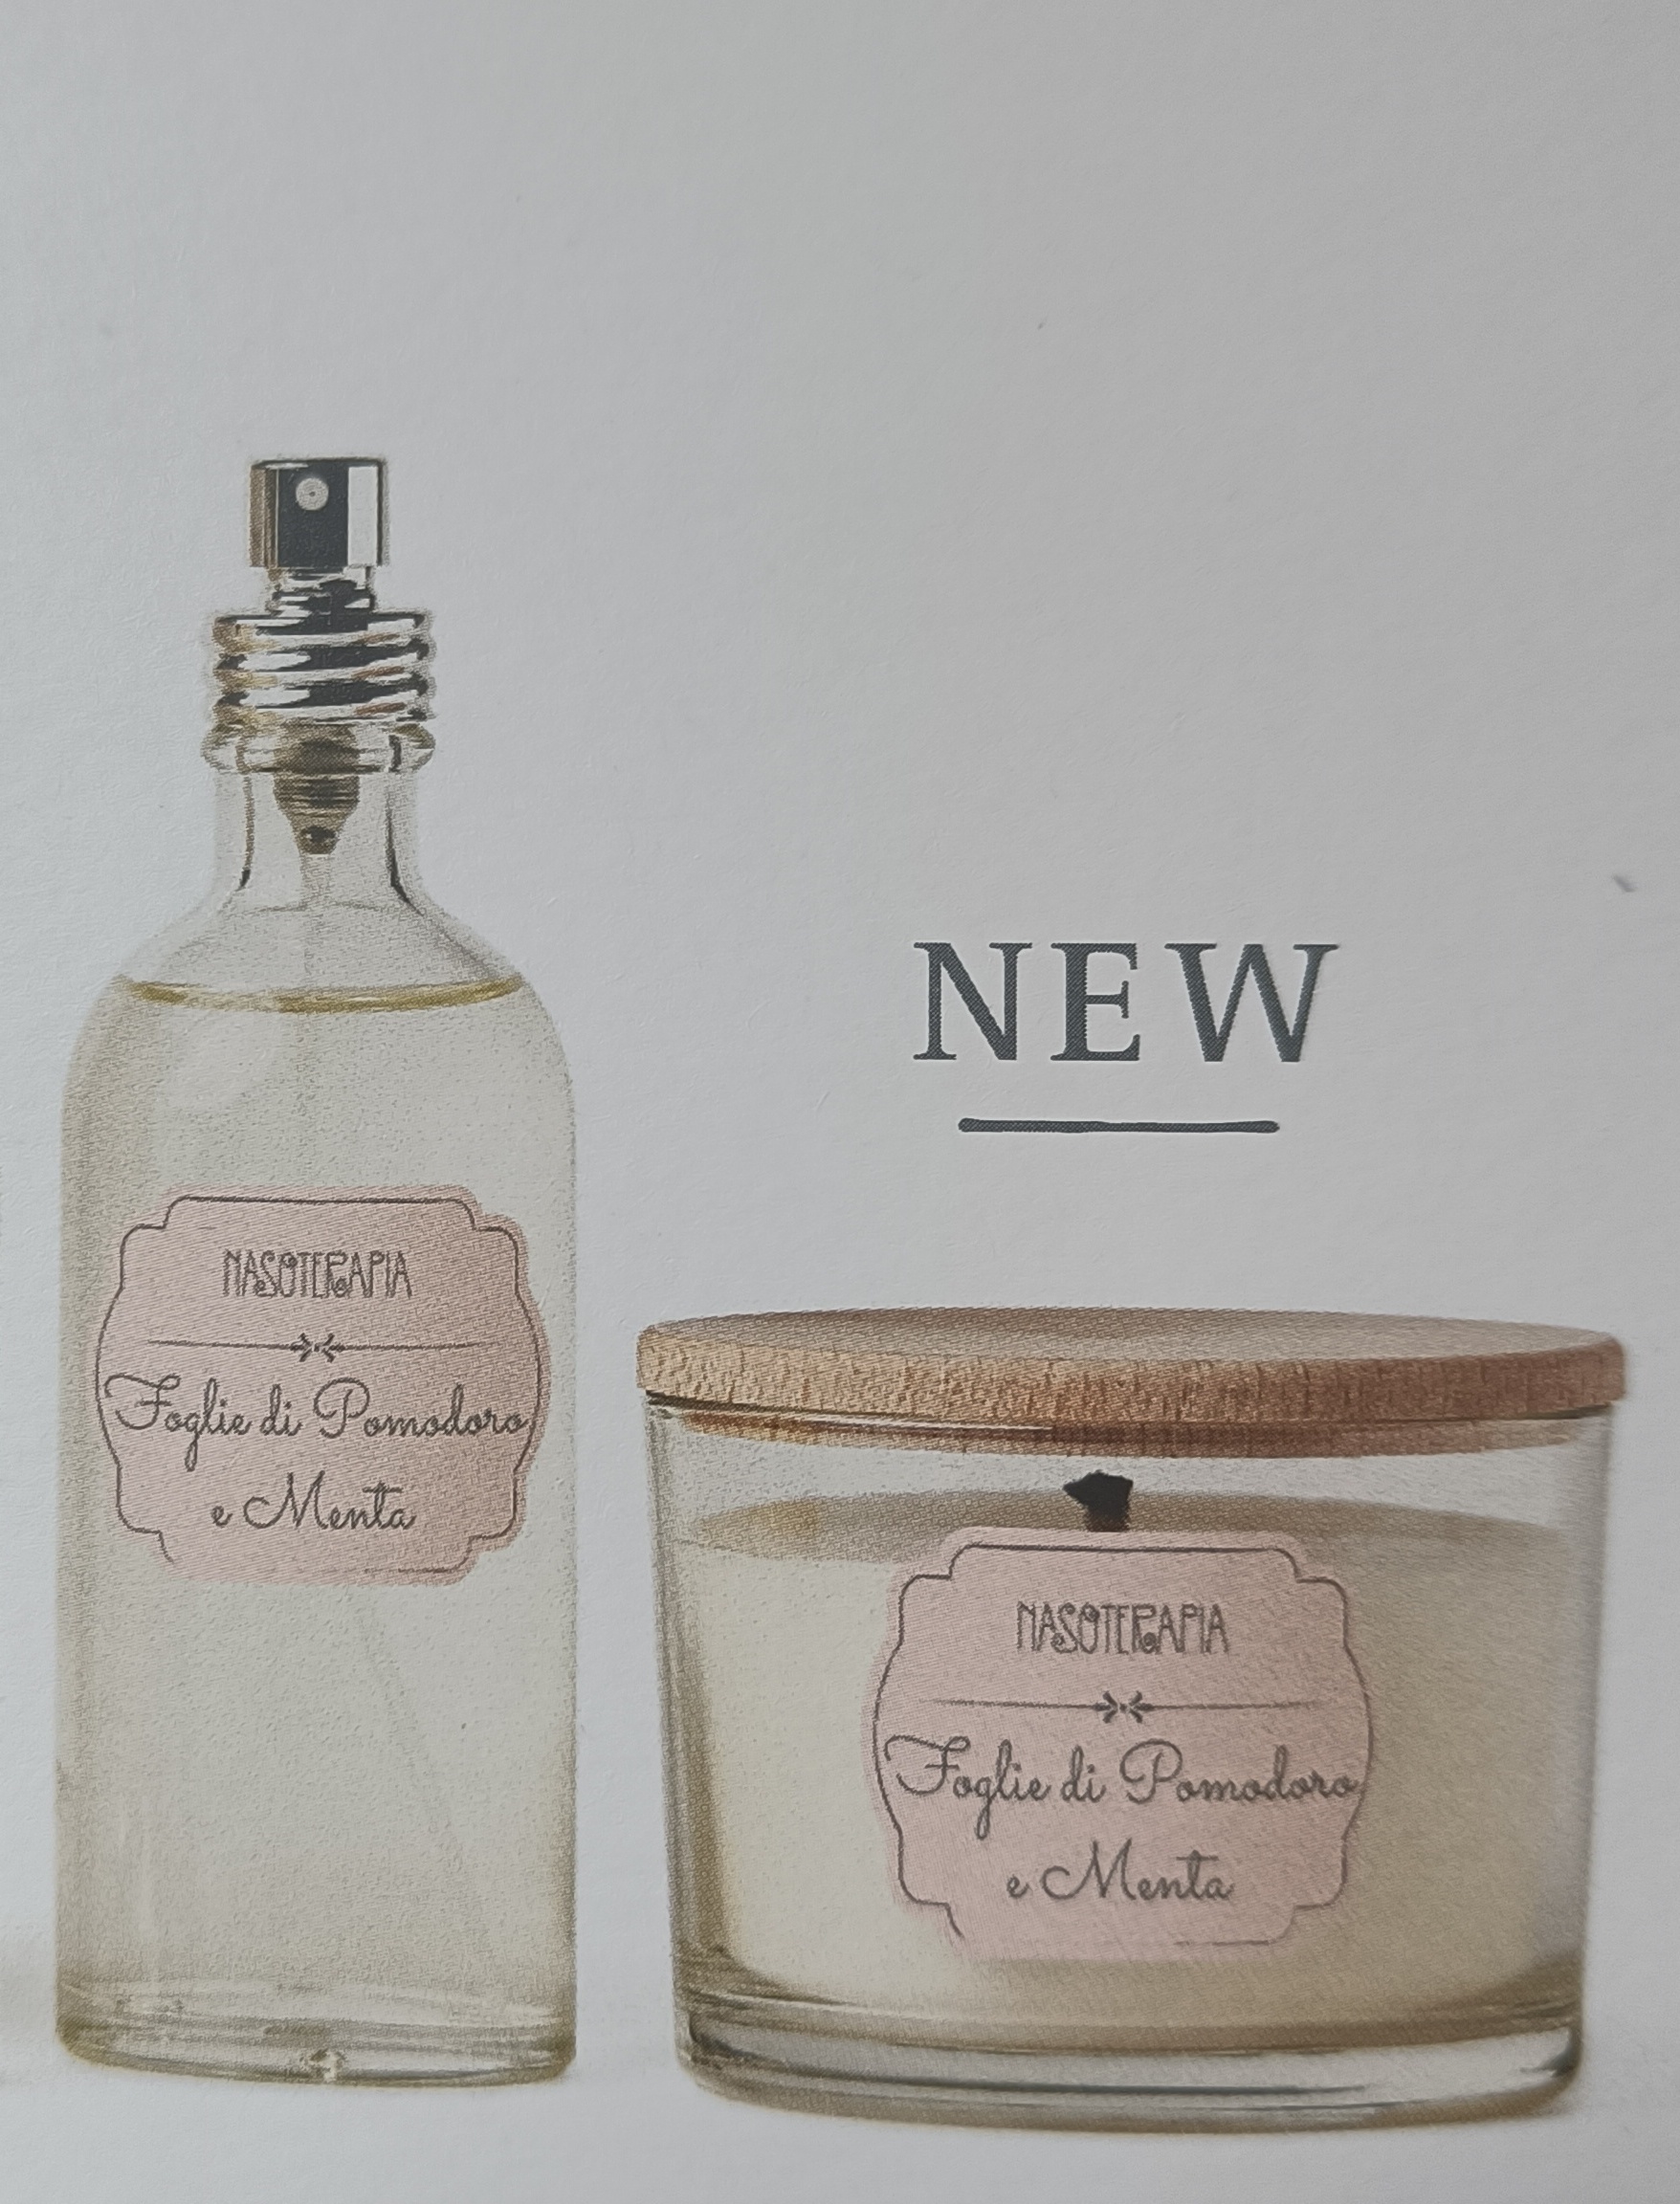 NASOTERAPIA
Foglie di Pomodoro
e Menta
NEW
NASOTERAPIA
Foglie di Pomodoro
e Menta